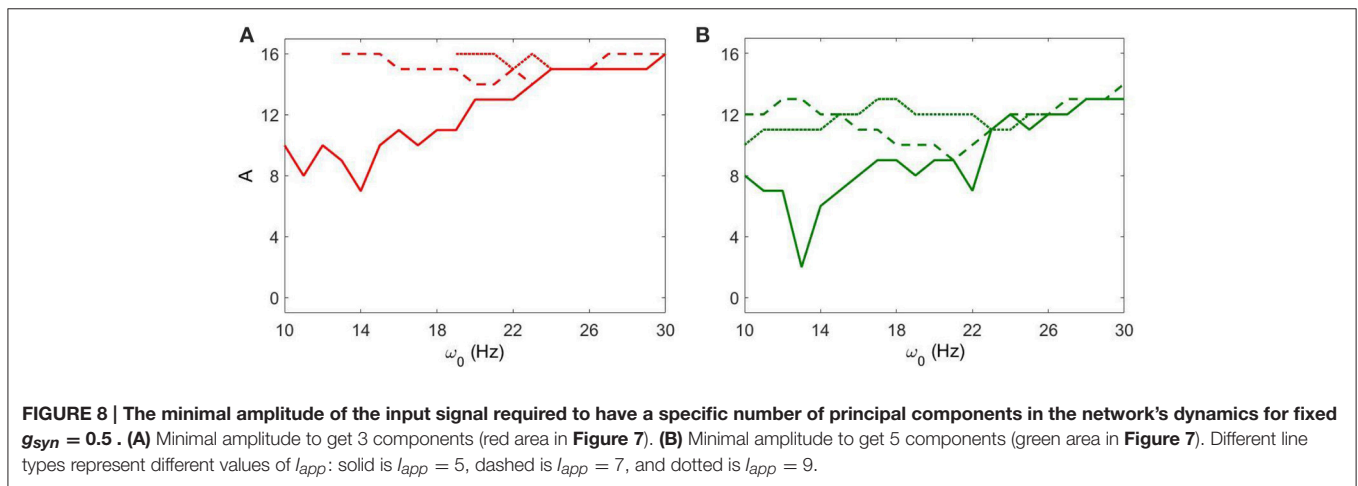 A
B
16
12
8
4
0
A
10
14
18
22
26
30
ω0 (Hz)
16
12
8
4
0
10
14
18
22
26
30
ω0 (Hz)
FIGURE 8 | The minimal amplitude of the input signal required to have a specific number of principal components in the network's dynamics for fixed
gsyn = 0.5 . (A) Minimal amplitude to get 3 components (red area in Figure 7). (B) Minimal amplitude to get 5 components (green area in Figure 7). Different line
types represent different values of Iapp: solid is Iapp = 5, dashed is Iapp = 7, and dotted is Iapp = 9.